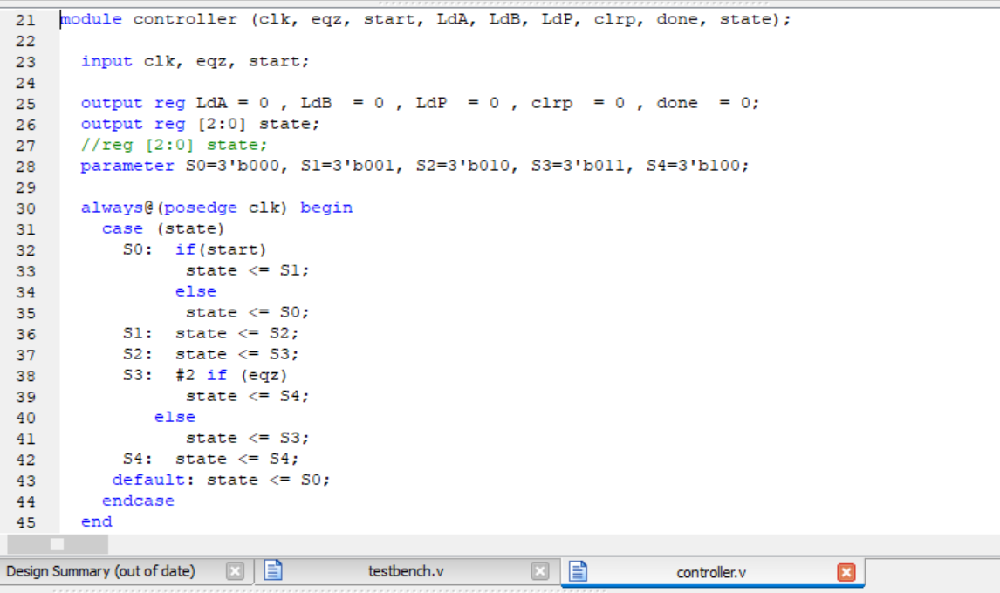 21 module controller (clk, eqz, start, LdA, LdB, LdP, clrp, done, state);
22
23 input clk, eqz, start;
24
25 output reg LdA = 0 , LdB  = 0 , LdP  = 0 , clrp  = 0 , done  = 0;
26 output reg [2:0] state;
27 //reg [2:0] state;
28 parameter S0=3'b000, S1=3'b001, S2=3'b010, S3=3'b011, S4=3'b100;
29
30 always@(posedge clk) begin
31 case (state)
32 S0:  if(start)
33 state <= S1;
34 else
35 state <= S0;
36 S1:  state <= S2;
37 S2:  state <= S3;
38 S3:  #2 if (eqz)
39 state <= S4;
40 else
41 state <= S3;
42 S4:  state <= S4;
43 default: state <= S0;
44 endcase
45 end
Design Summary (out of date) testbench.v controller.v